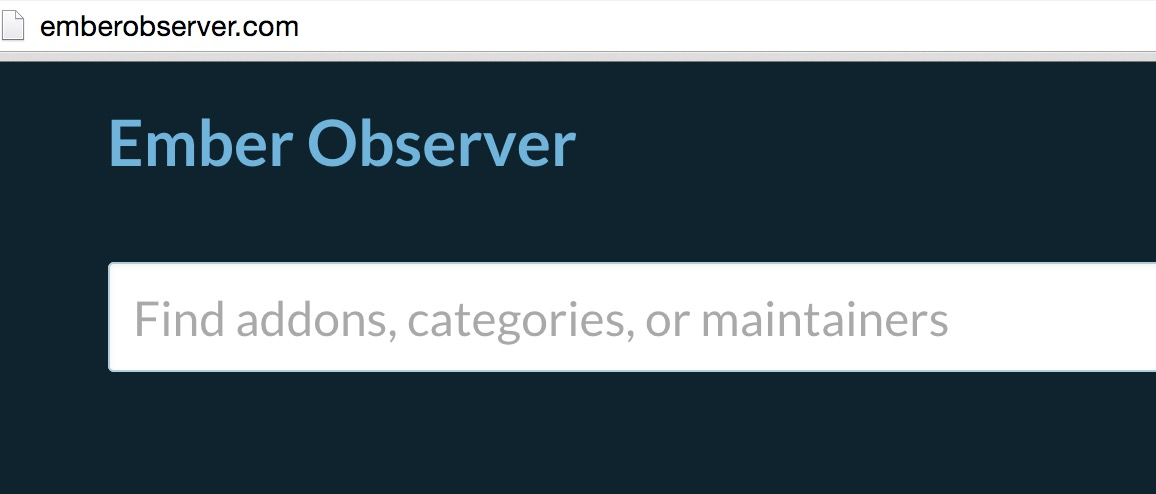 emberobserver.com
Ember Observer
Find addons, categories, or maintainers